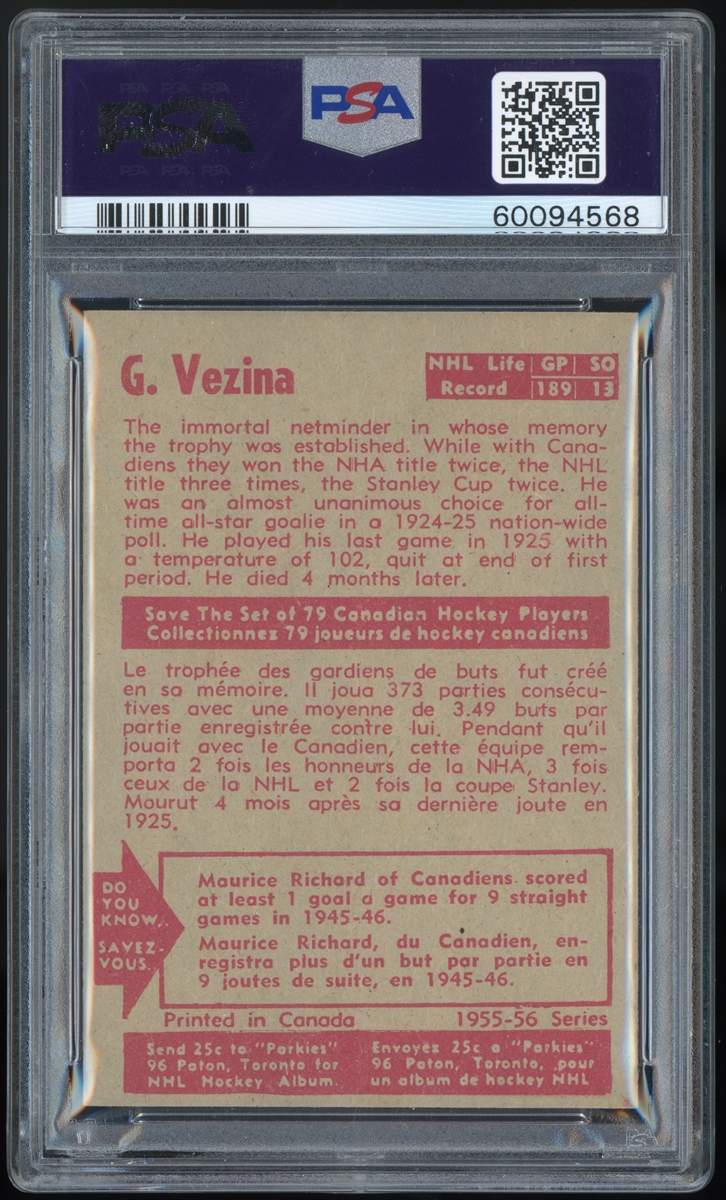 PSA PSA PSA
PSA
PSA PSA PSA
PSA
60094568
G. Vezina
NHL Life GP SO
Record 189 13
The immortal netminder in whose memory
the trophy was established. While with Cana-
diens they won the NHA title twice, the NHL
title three times, the Stanley Cup twice. He
was an almost unanimous choice for all-
time all-star goalie in a 1924-25 nation-wide
poll. He played his last game in 1925 with
a temperature of 102, quit at end of first
period. He died 4 months later.
Save The Set of 79 Canadian Hockey Players
Collectionnez 79 joueurs de hockey canadiens
Le trophée des gardiens de buts fut créé
en sa mémoire. Il joua 373 parties consécu-
tives avec une moyenne de 3.49 buts par
partie enregistrée contre lui. Pendant qu'il
jouait avec le Canadien, cette équipe rem-
porta 2 fois les honneurs de la NHA, 3 fois
ceux de la NHL et 2 fois la coupe Stanley.
Mourut 4 mois après sa dernière joute en
1925.
DO
YOU
KNOW..
SAVEZ-
VOUS.
Maurice Richard of Canadiens scored
at least 1 goal a game for 9 straight
games in 1945-46.
Maurice Richard, du Canadien, en-
registra plus d'un but par partie en
9 joutes de suite, en 1945-46.
Printed in Canada 1955-56 Series
Send 25c to "Parkies"
96 Paton, Toronto for
NHL Hockey Album.
Envoyez 25c a "Parkies"
96 Paton, Toronto, pour
un album de hockey NHL
PSA